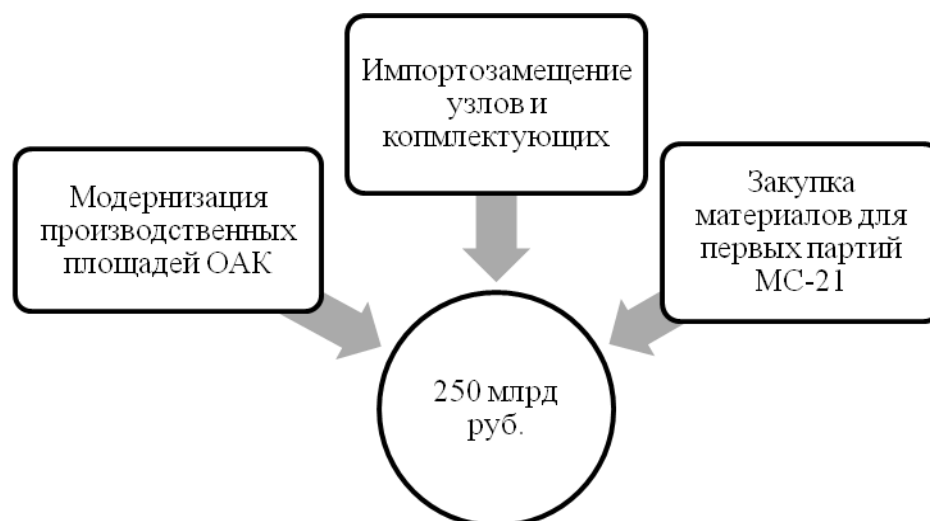 Импортозамещение
узлов и
копмлектующих
Модернизация
производственных
площадей ОАК
Закупка
материалов для
первых партий
МС-21
250 млрд
руб.